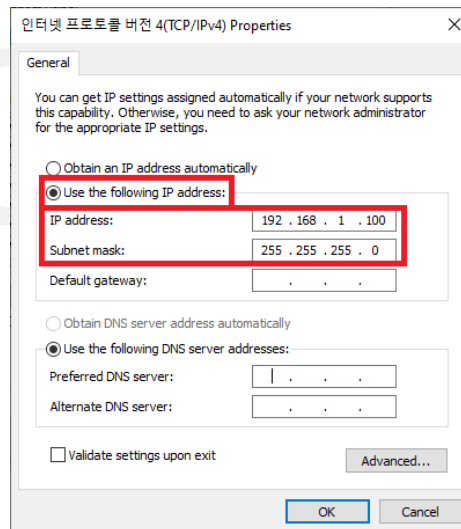 인터넷 프로토콜 버전 4(TCP/IPv4) Properties
General
You can get IP settings assigned automatically if your network supports
this capability. Otherwise, you need to ask your network administrator
for the appropriate IP settings.
Obtain an IP address automatically
Use the following IP address:
IP address: 192 . 168 . 1 . 100
Subnet mask: 255 . 255 . 255 . 0
Default gateway: . . .
Obtain DNS server address automatically
Use the following DNS server addresses:
Preferred DNS server: . . .
Alternate DNS server: . . .
Validate settings upon exit
Advanced...
OK Cancel